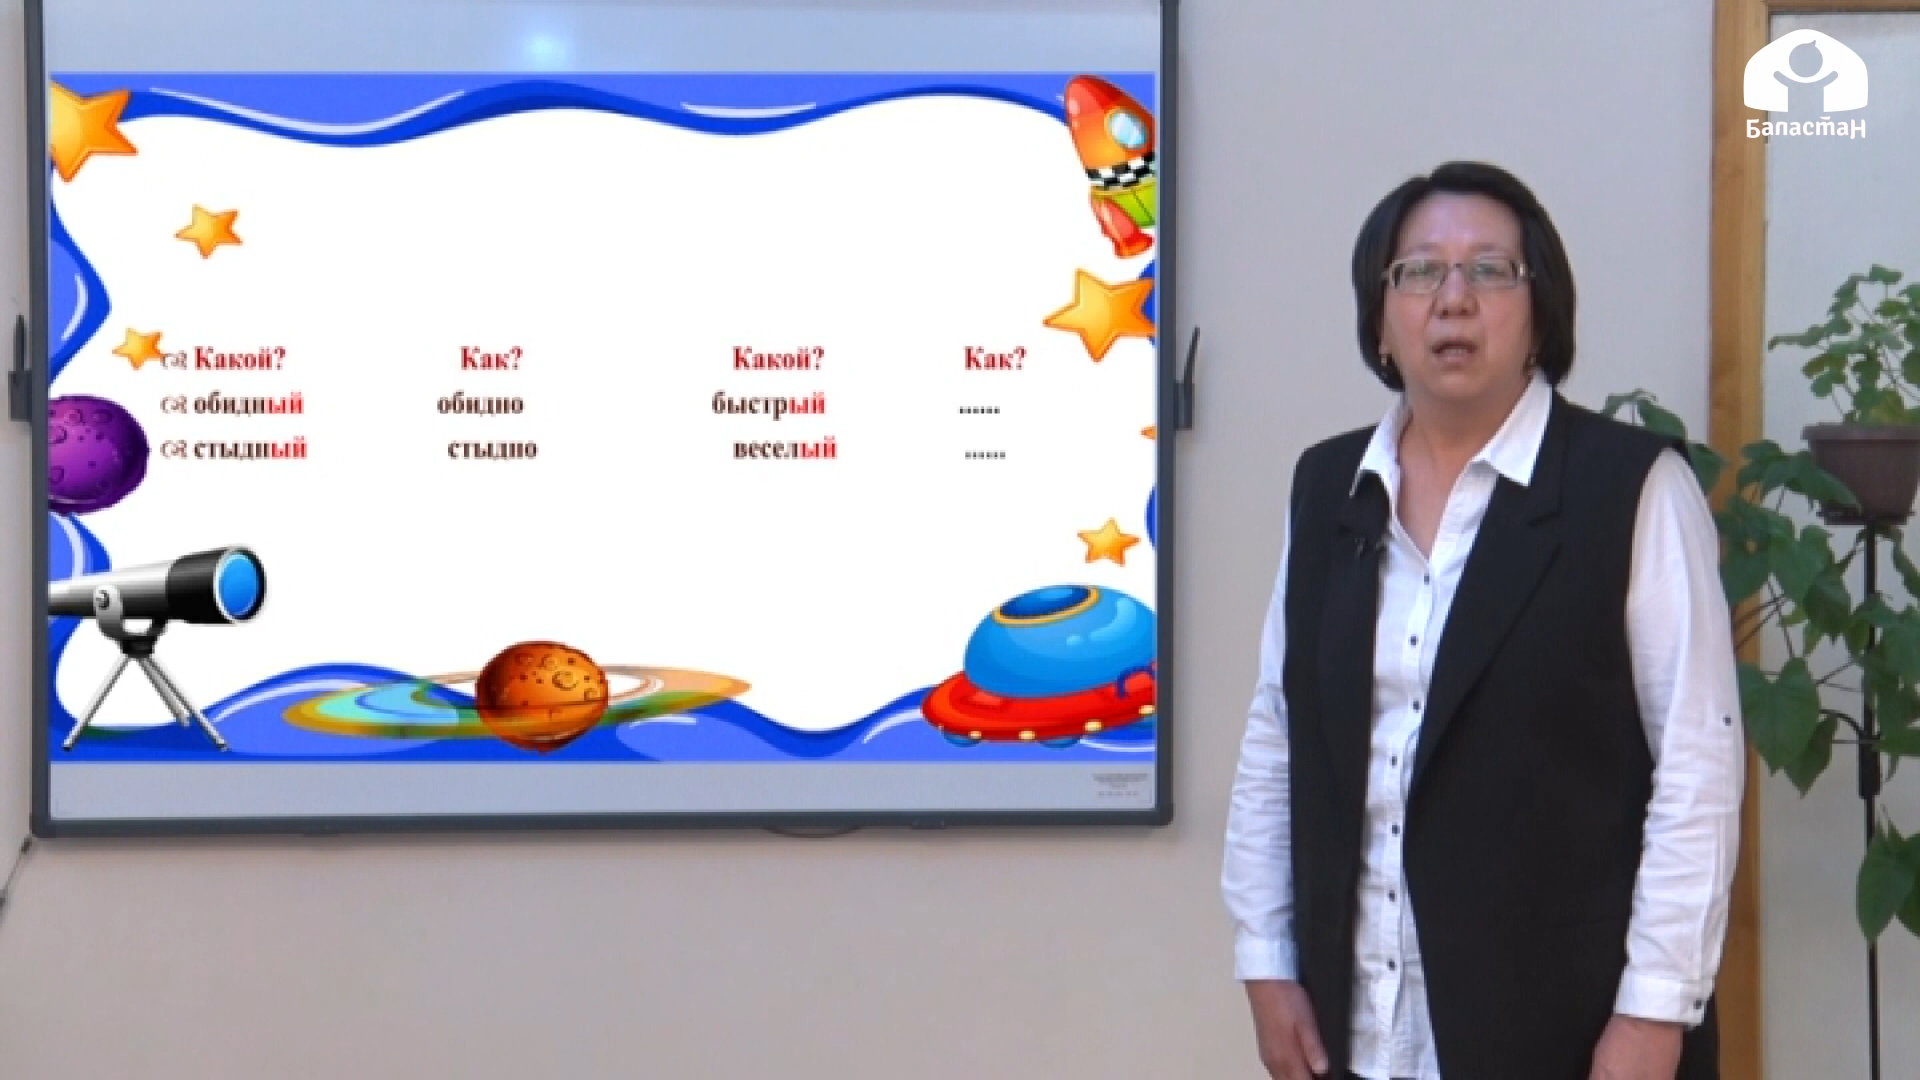 Баластан
Какой? Как? Какой? Как?
обидный обидно быстрый ......
стыдный стыдно веселый ......